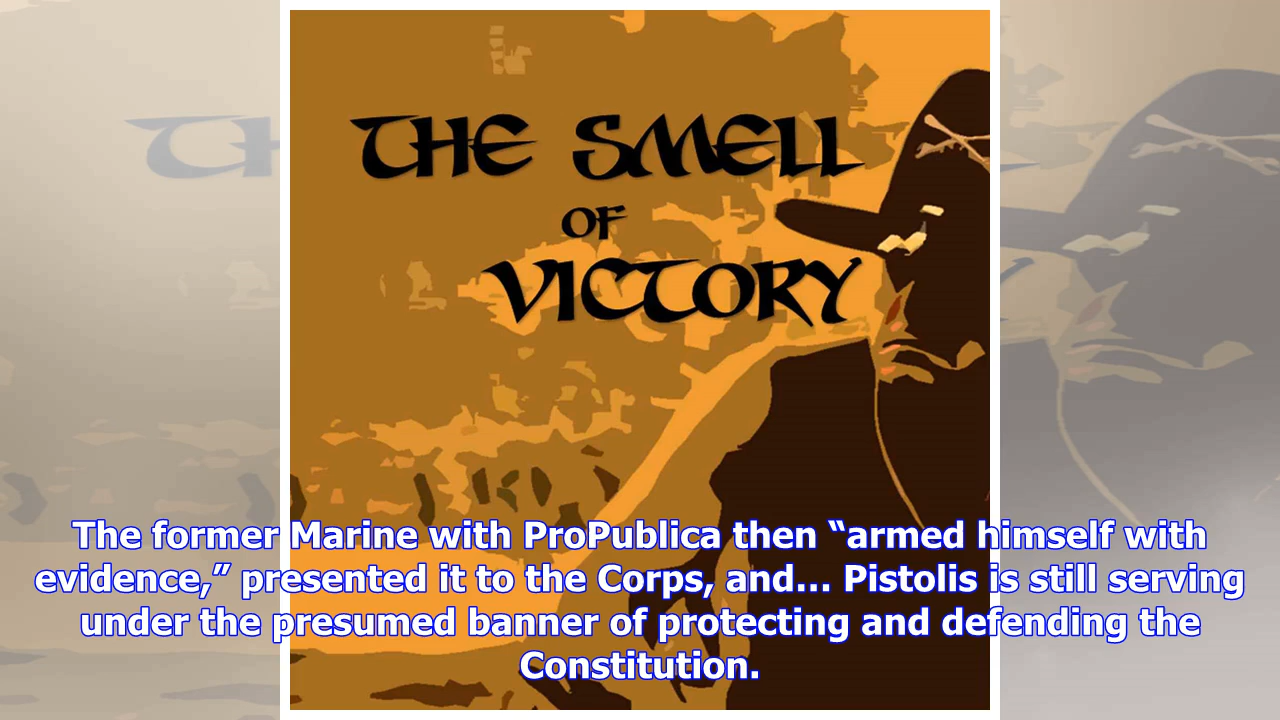 THE SMELL
OF
VICTORY
The former Marine with ProPublica then “armed himself with
evidence,” presented it to the Corps, and... Pistolis is still serving
under the presumed banner of protecting and defending the
Constitution.